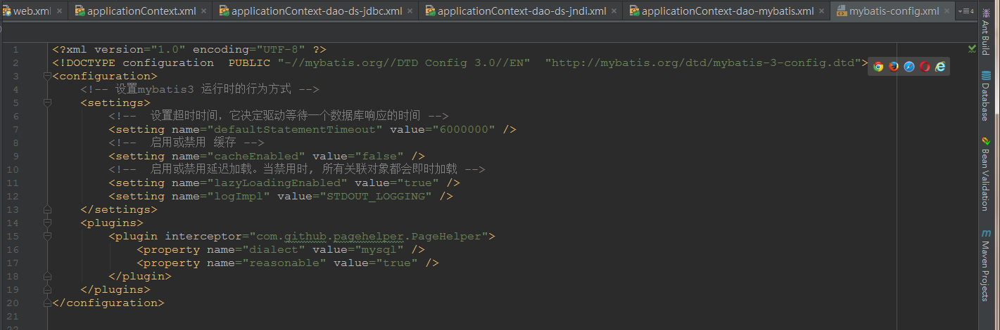 web.xml
applicationContext.xml
applicationContext-dao-ds-jdbc.xml
applicationContext-dao-ds-jndi.xml
applicationContext-dao-mybatis.xml
mybatis-config.xml
4
1 <?xml version="1.0" encoding="UTF-8" ?>
2 <!DOCTYPE configuration  PUBLIC "-//mybatis.org//DTD Config 3.0//EN"  "http://mybatis.org/dtd/mybatis-3-config.dtd">
3 <configuration>
4 <!-- 设置mybatis3 运行时的行为方式 -->
5 <settings>
6 <!--  设置超时时间，它决定驱动等待一个数据库响应的时间 -->
7 <setting name="defaultStatementTimeout" value="6000000" />
8 <!--  启用或禁用 缓存 -->
9 <setting name="cacheEnabled" value="false" />
10 <!--  启用或禁用延迟加载。当禁用时, 所有关联对象都会即时加载 -->
11 <setting name="lazyLoadingEnabled" value="true" />
12 <setting name="logImpl" value="STDOUT_LOGGING" />
13 </settings>
14 <plugins>
15 <plugin interceptor="com.github.pagehelper.PageHelper">
16 <property name="dialect" value="mysql" />
17 <property name="reasonable" value="true" />
18 </plugin>
19 </plugins>
20 </configuration>
21
Ant Build
Database
Bean Validation
m Maven Projects